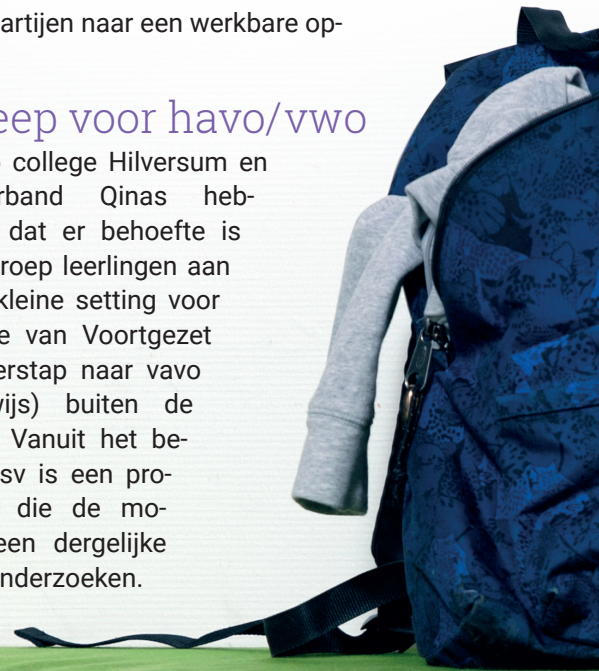 artijen naar een werkbare op-
eep voor havo/vwo
college Hilversum en
rband Qinas heb-
dat er behoefte is
roep leerlingen aan
kleine setting voor
e van Voortgezet
erstap naar vavo
wijs) buiten de
Vanuit het be-
sv is een pro-
die de mo-
een dergelijke
nderzoeken.